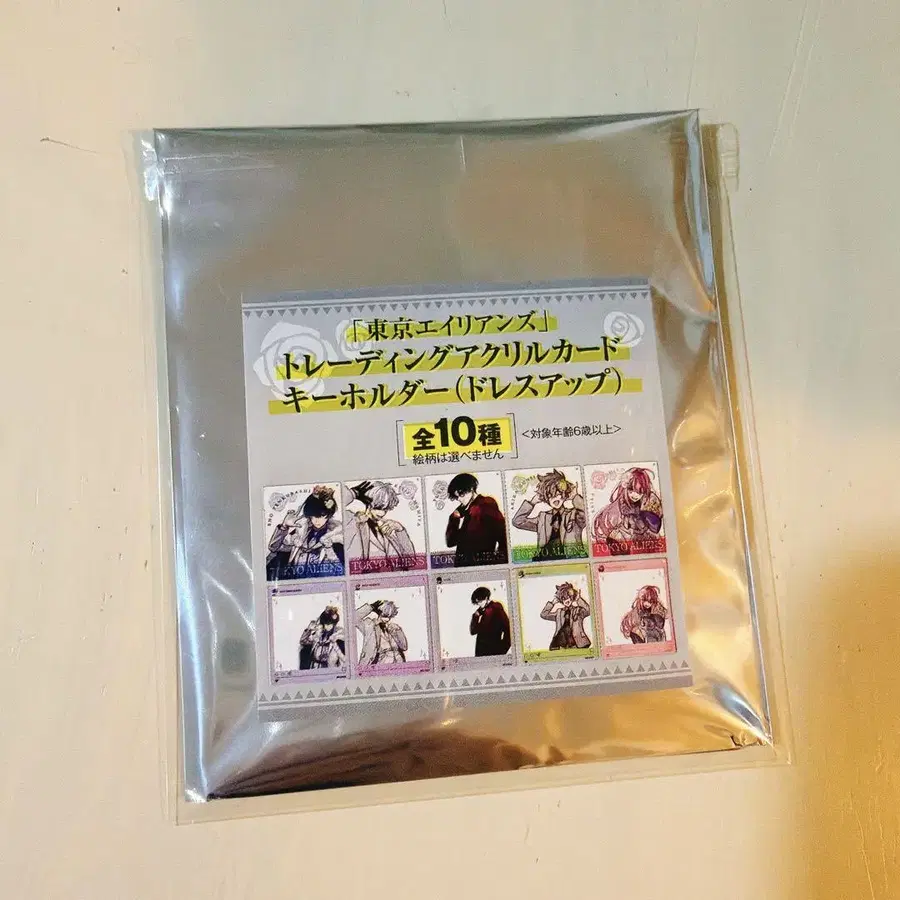 「東京エイリアンズ」
トレーディングアクリルカード
キーホルダー(ドレスアップ)
全10種
絵柄は選べません
<対象年齢6歳以上>
TOKYO ALIENS
TOKYO ALIENS
TOKYO ALIENS
TOKYO ALIENS
TOKYO ALIENS